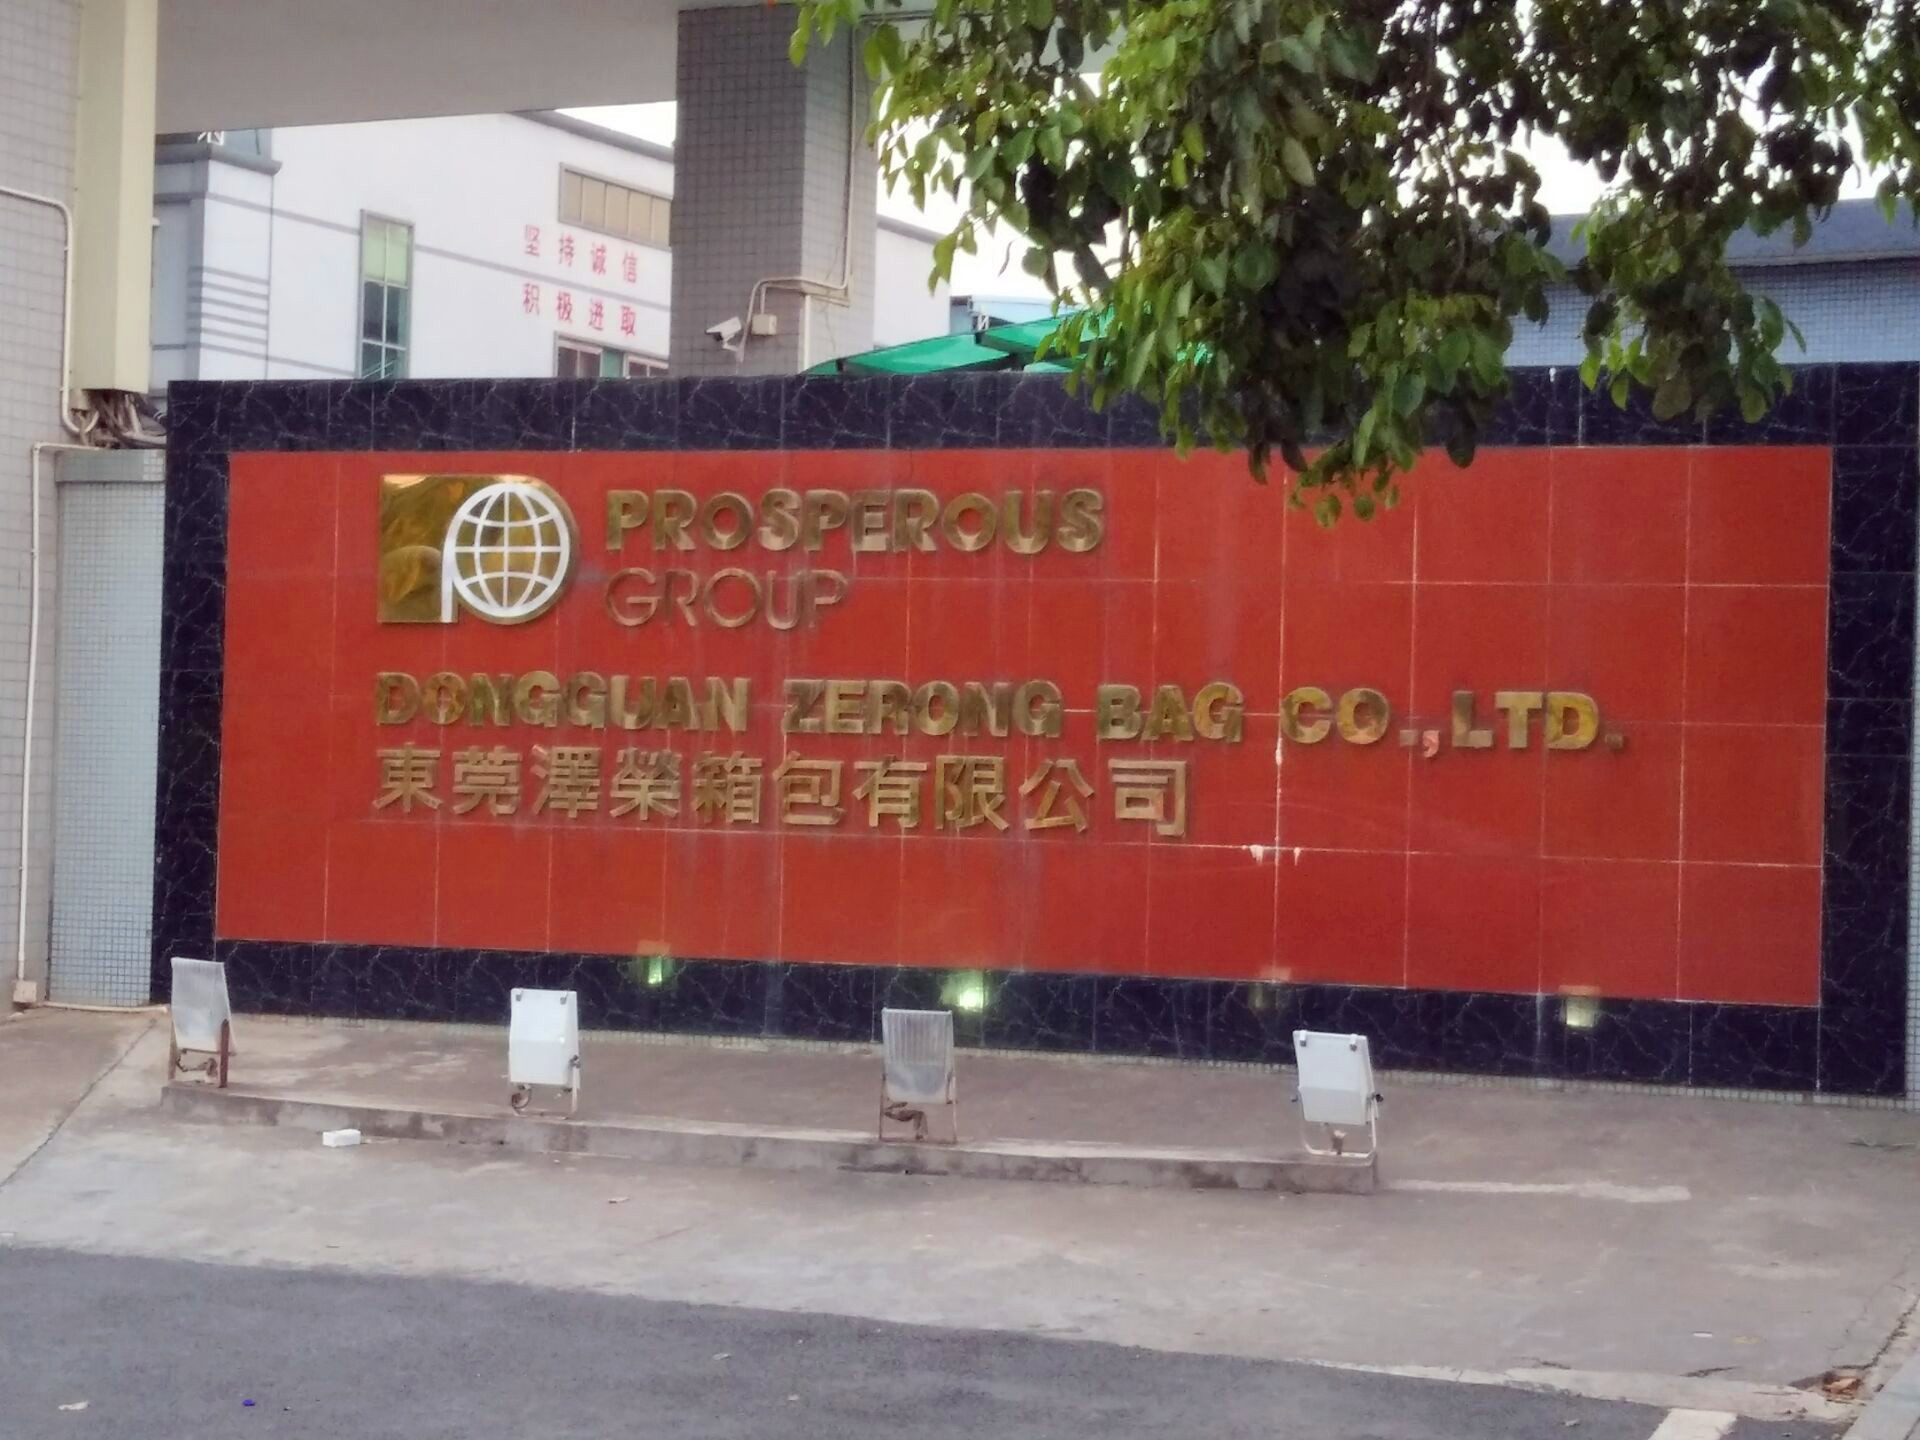 坚持诚信
积极进取
PROSPEROUS
GROUP
DONGGUAN ZERONG BAG CO.,LTD.
東莞澤榮箱包有限公司